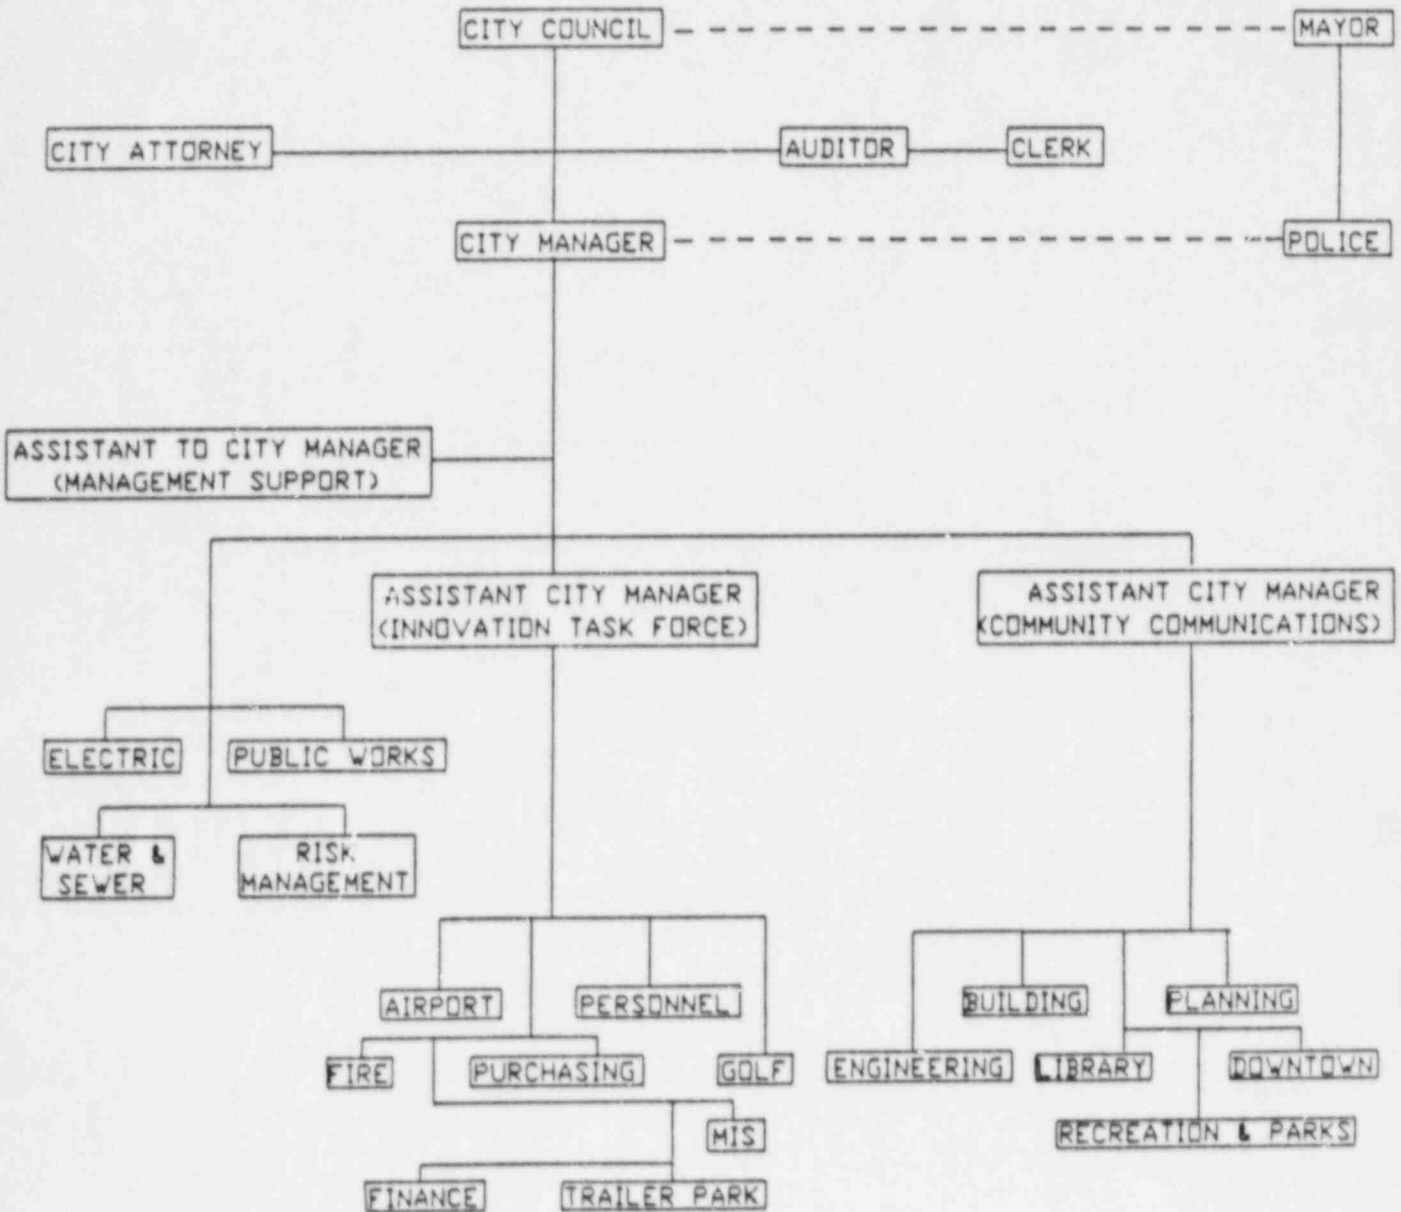 CITY COUNCIL
MAYOR
CITY ATTORNEY
AUDITOR
CLERK
CITY MANAGER
POLICE
ASSISTANT TO CITY MANAGER
(MANAGEMENT SUPPORT)
ASSISTANT CITY MANAGER
(INNOVATION TASK FORCE)
ASSISTANT CITY MANAGER
(COMMUNITY COMMUNICATIONS)
ELECTRIC
PUBLIC WORKS
WATER &
SEWER
RISK
MANAGEMENT
AIRPORT
PERSONNEL
FIRE
PURCHASING
GOLF
MIS
FINANCE
TRAILER PARK
BUILDING
PLANNING
ENGINEERING
LIBRARY
DOWNTOWN
RECREATION & PARKS